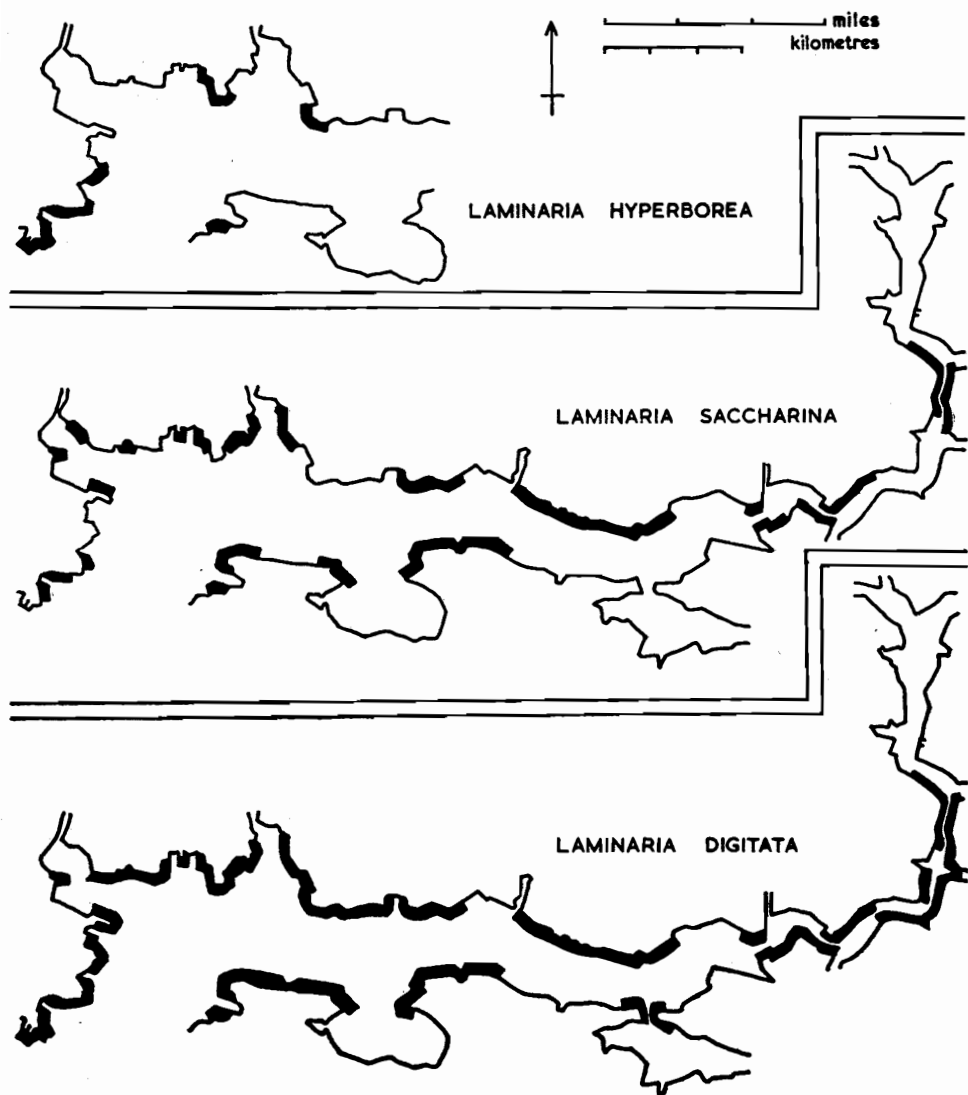 miles
kilometres
LAMINARIA HYPERBOREA
LAMINARIA SACCHARINA
LAMINARIA DIGITATA